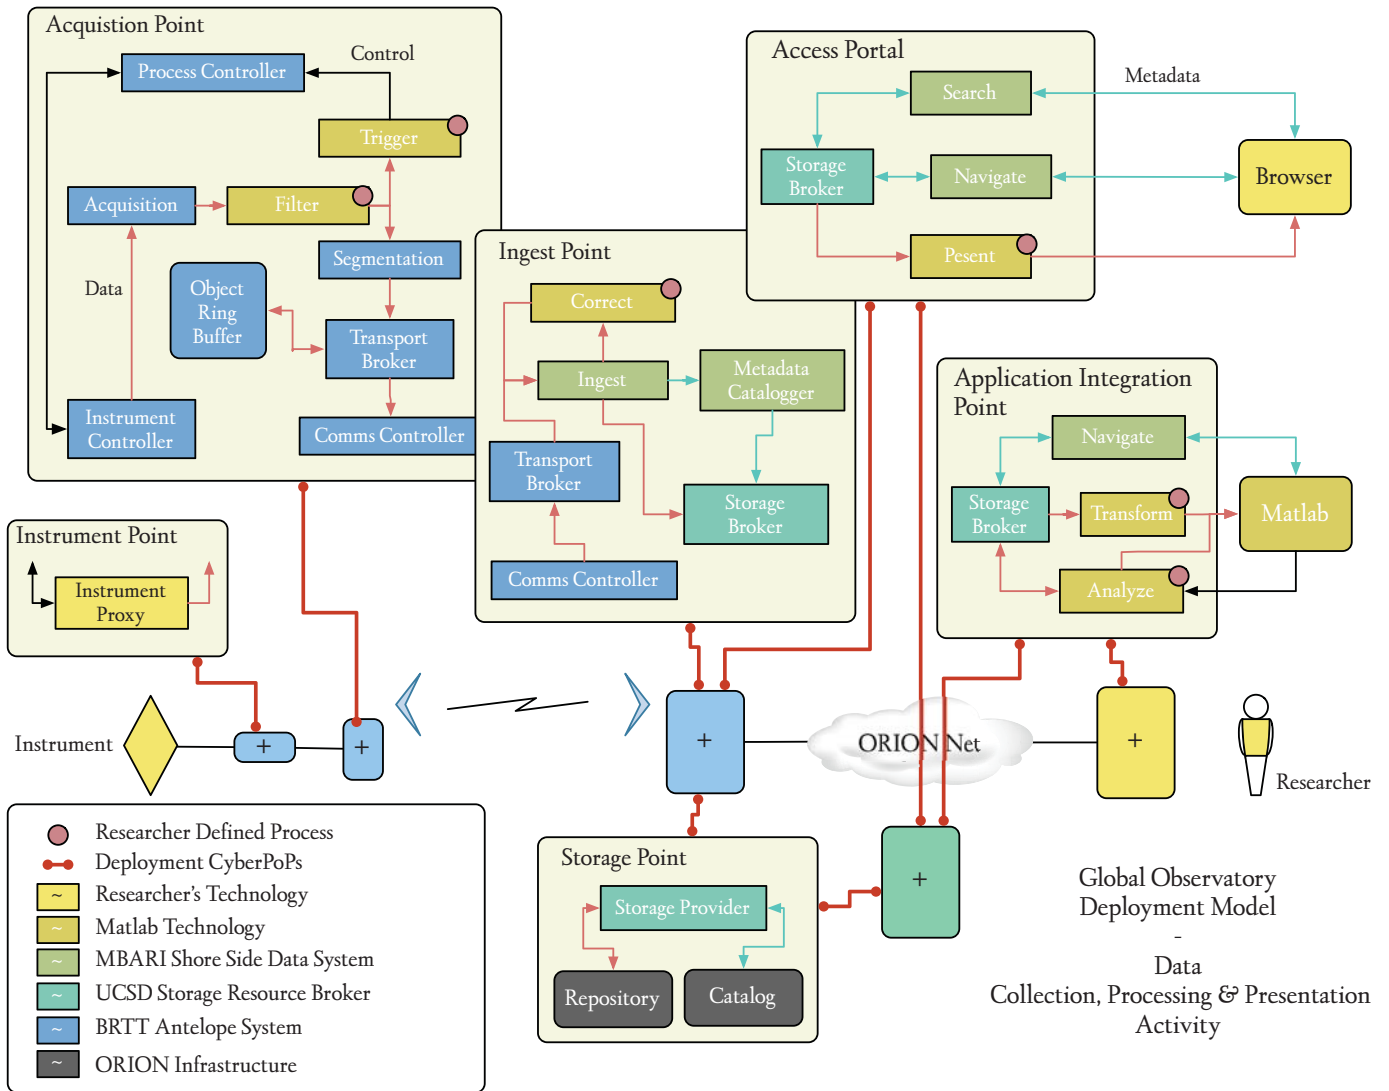 Acquistion Point
Control
Process Controller
Trigger
Acquisition
Filter
Segmentation
Data
Object
Ring
Buffer
Transport
Broker
Instrument
Controller
Comms Controller
Ingest Point
Correct
Ingest
Metadata
Catalogger
Transport
Broker
Storage
Broker
Comms Controller
Access Portal
Metadata
Search
Storage
Broker
Navigate
Browser
Pesent
Application Integration
Point
Navigate
Storage
Broker
Transform
Matlab
Analyze
Instrument Point
Instrument
Proxy
Instrument
+
+
+
ORION Net
+
Researcher
Storage Point
Storage Provider
Repository
Catalog
+
Researcher Defined Process
Deployment CyberPoPs
~
Researcher's Technology
~
Matlab Technology
~
MBARI Shore Side Data System
~
UCSD Storage Resource Broker
~
BRTT Antelope System
~
ORION Infrastructure
Global Observatory
Deployment Model
-
Data
Collection, Processing & Presentation
Activity